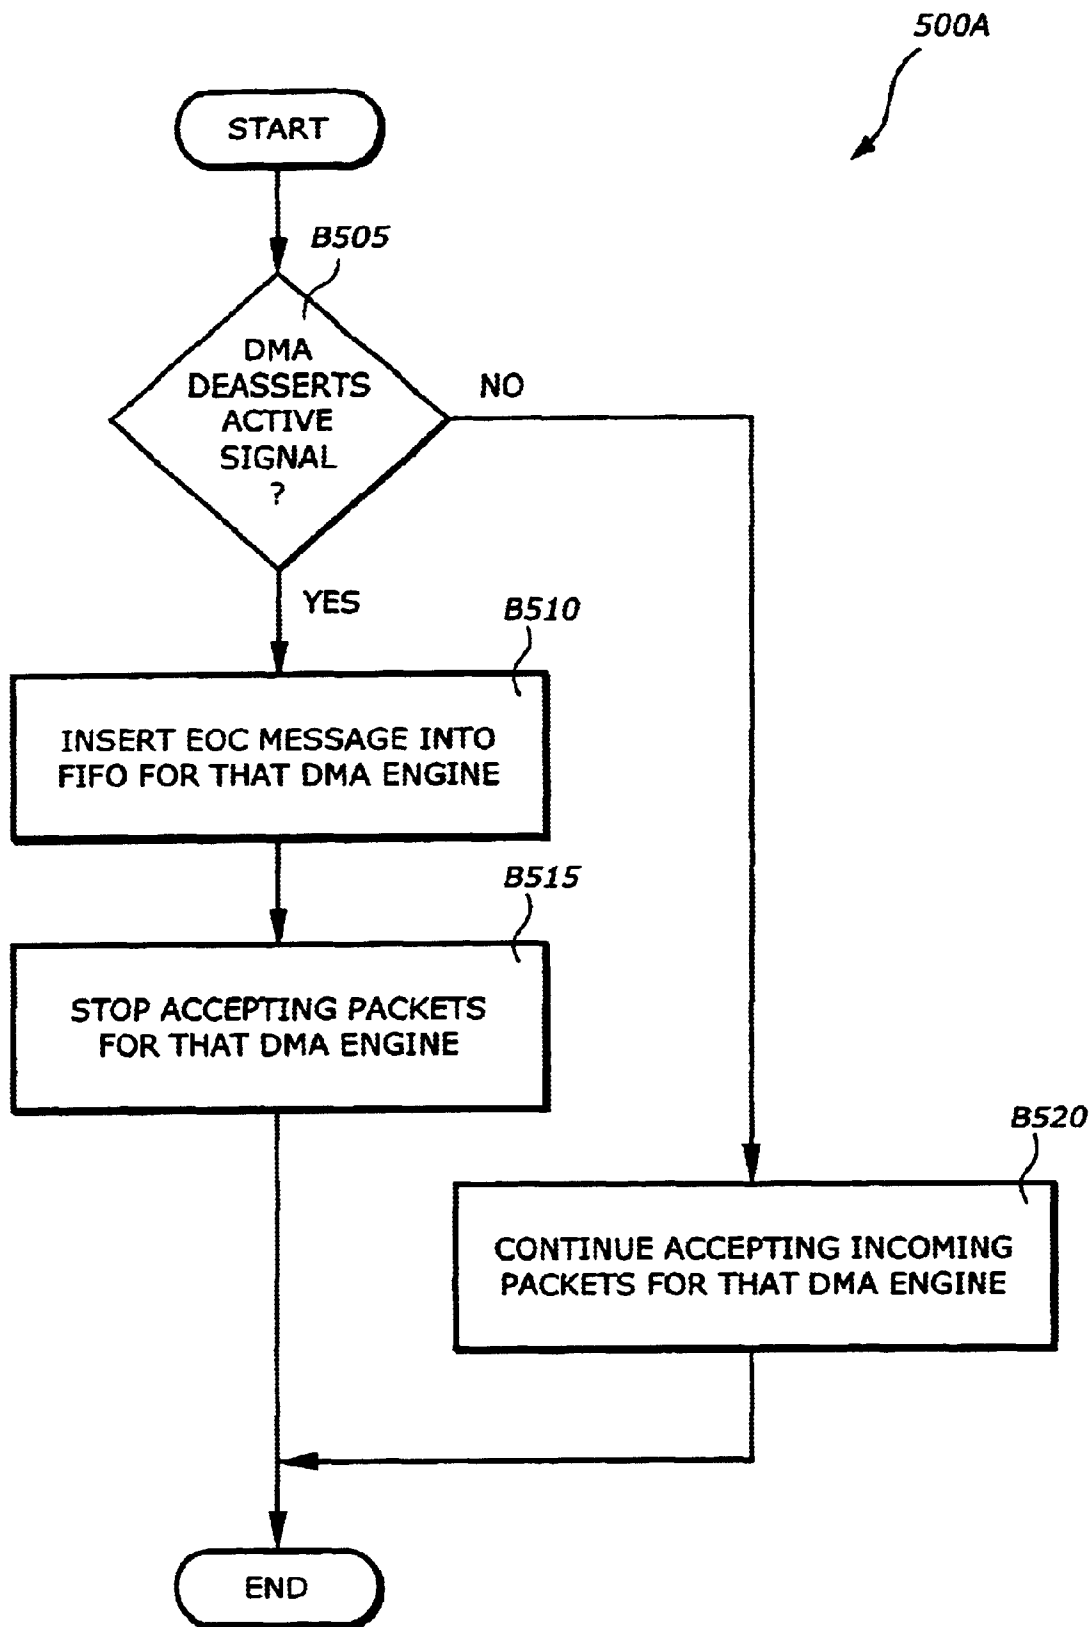 500A
START
B505
DMA
DEASSERTS
ACTIVE
SIGNAL
?
NO
YES
B510
INSERT EOC MESSAGE INTO
FIFO FOR THAT DMA ENGINE
B515
STOP ACCEPTING PACKETS
FOR THAT DMA ENGINE
B520
CONTINUE ACCEPTING INCOMING
PACKETS FOR THAT DMA ENGINE
END